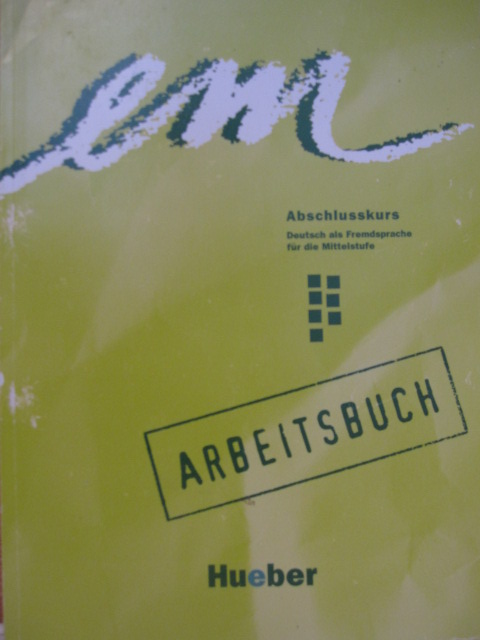 em
Abschlusskurs
Deutsch als Fremdsprache
für die Mittelstufe
ARBEITSBUCH
Hueber